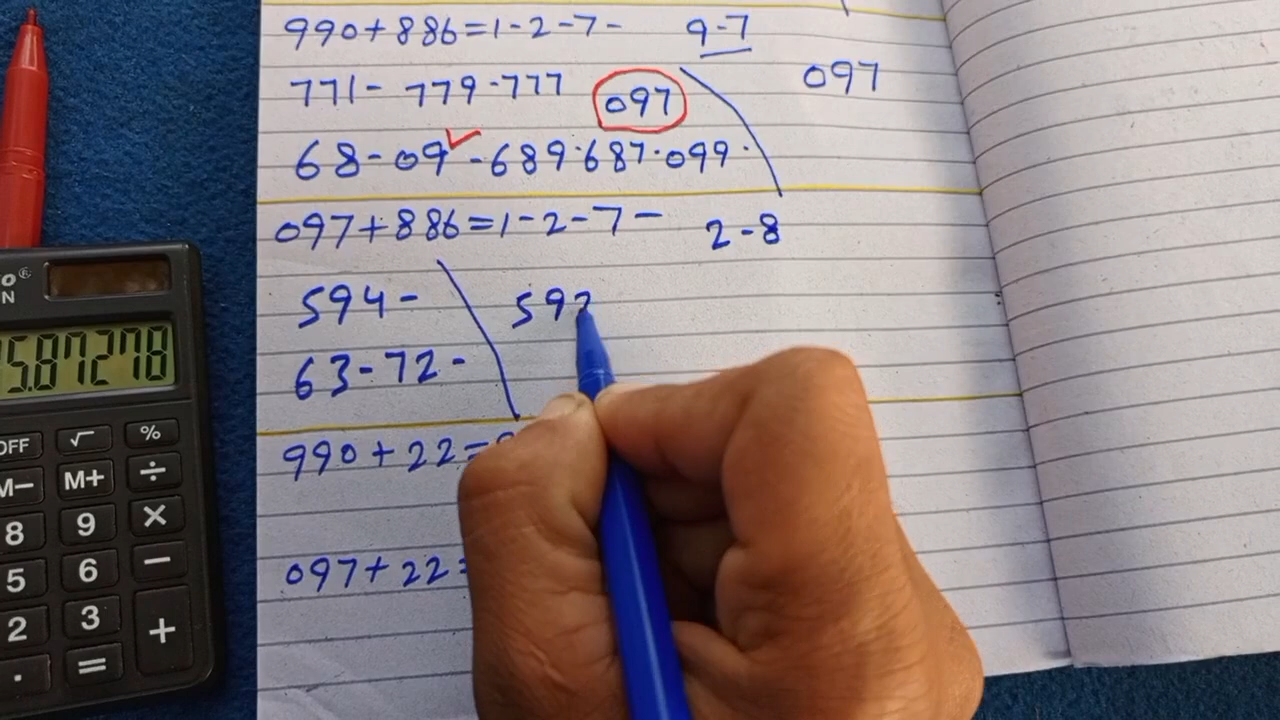 990+886=1-2-7- 9-7
771- 779-777 097 097
68-09-689·687·099·
097+886=1-2-7- 2-8
594- 592
63-72-
990+22=
097+22=
N
5.87278
OFF √ %
M- M+ ÷
8 9 ×
5 6 -
2 3 +
· =